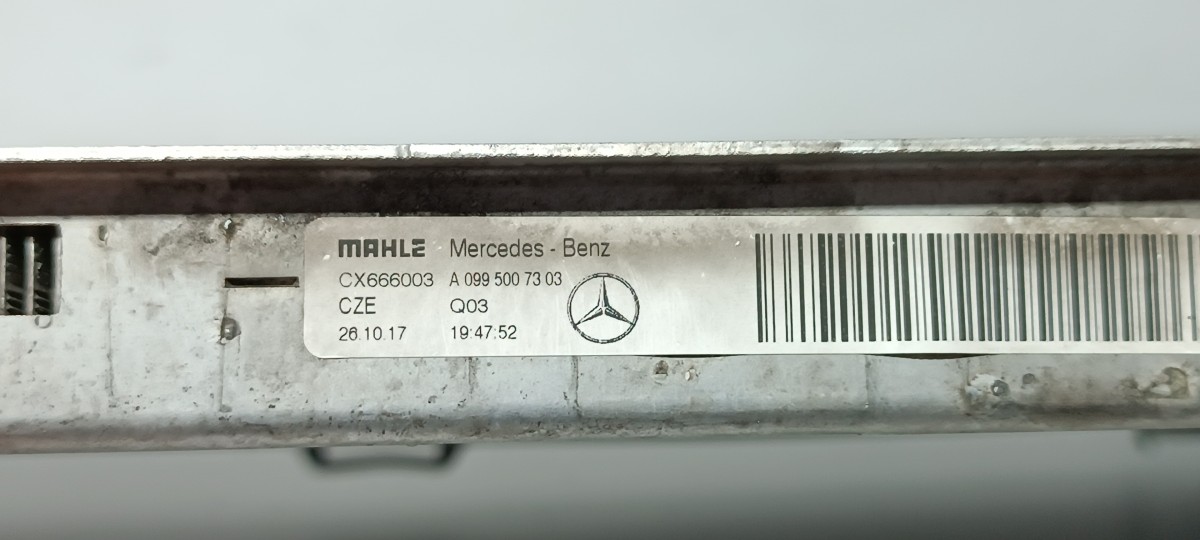 MAHLE Mercedes - Benz
CX666003 A 099 500 73 03
CZE Q03
26.10.17 19:47:52